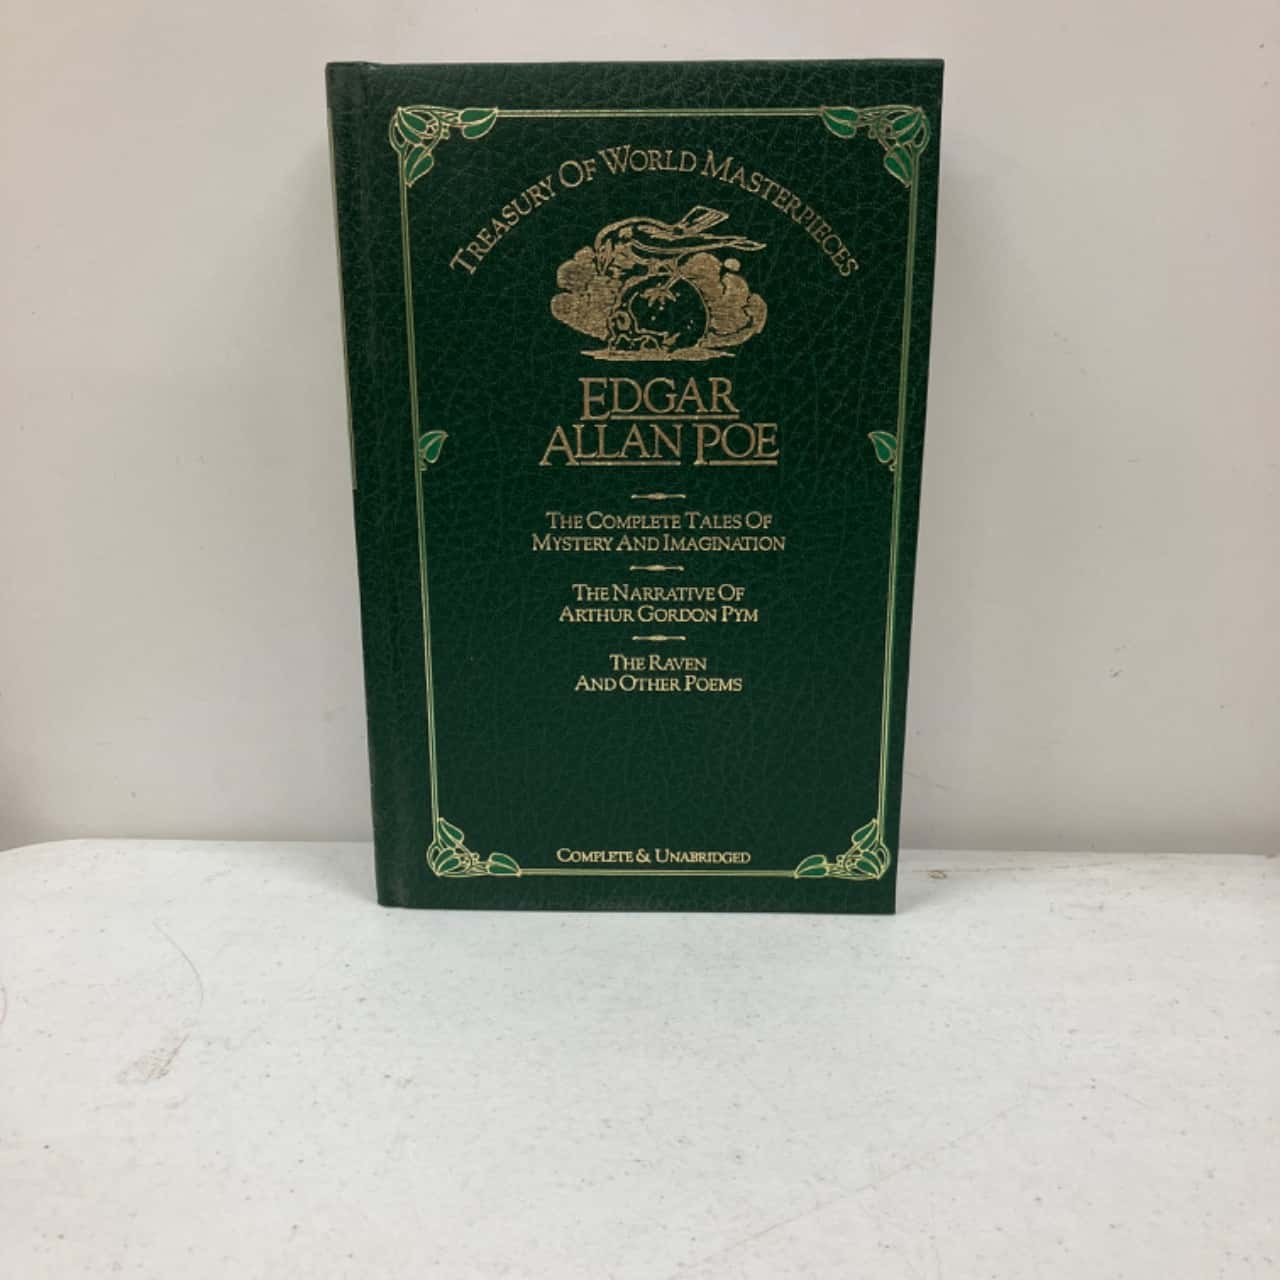 TREASURY OF WORLD MASTERPIECES
EDGAR
ALLAN POE
THE COMPLETE TALES OF
MYSTERY AND IMAGINATION
THE NARRATIVE OF
ARTHUR GORDON PYM
THE RAVEN
AND OTHER POEMS
COMPLETE & UNABRIDGED